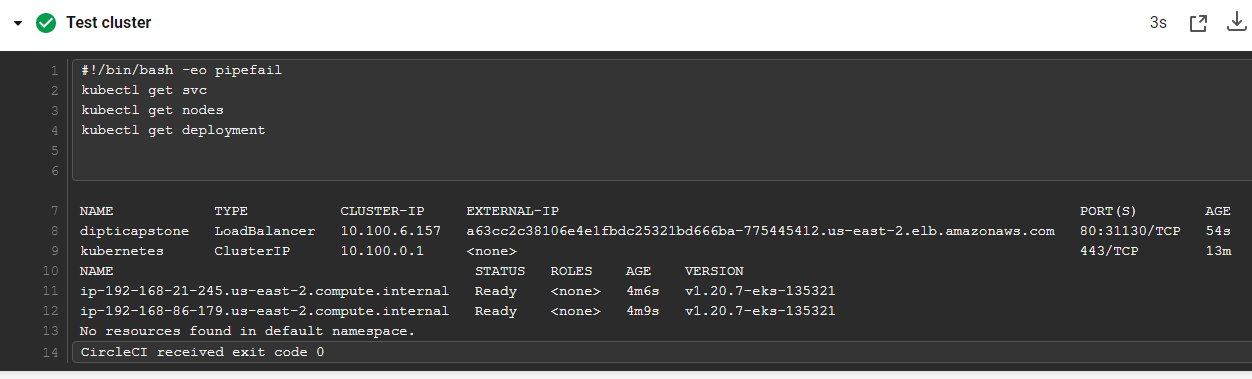 Test cluster 3s
1 #!/bin/bash -eo pipefail
2 kubectl get svc
3 kubectl get nodes
4 kubectl get deployment
5
6
7 NAME TYPE CLUSTER-IP EXTERNAL-IP PORT(S) AGE
8 dipticapstone LoadBalancer 10.100.6.157 a63cc2c38106e4e1fbdc25321bd666ba-775445412.us-east-2.elb.amazonaws.com 80:31130/TCP 54s
9 kubernetes ClusterIP 10.100.0.1 <none> 443/TCP 13m
10 NAME STATUS ROLES AGE VERSION
11 ip-192-168-21-245.us-east-2.compute.internal Ready <none> 4m6s v1.20.7-eks-135321
12 ip-192-168-86-179.us-east-2.compute.internal Ready <none> 4m9s v1.20.7-eks-135321
13 No resources found in default namespace.
14 CircleCI received exit code 0